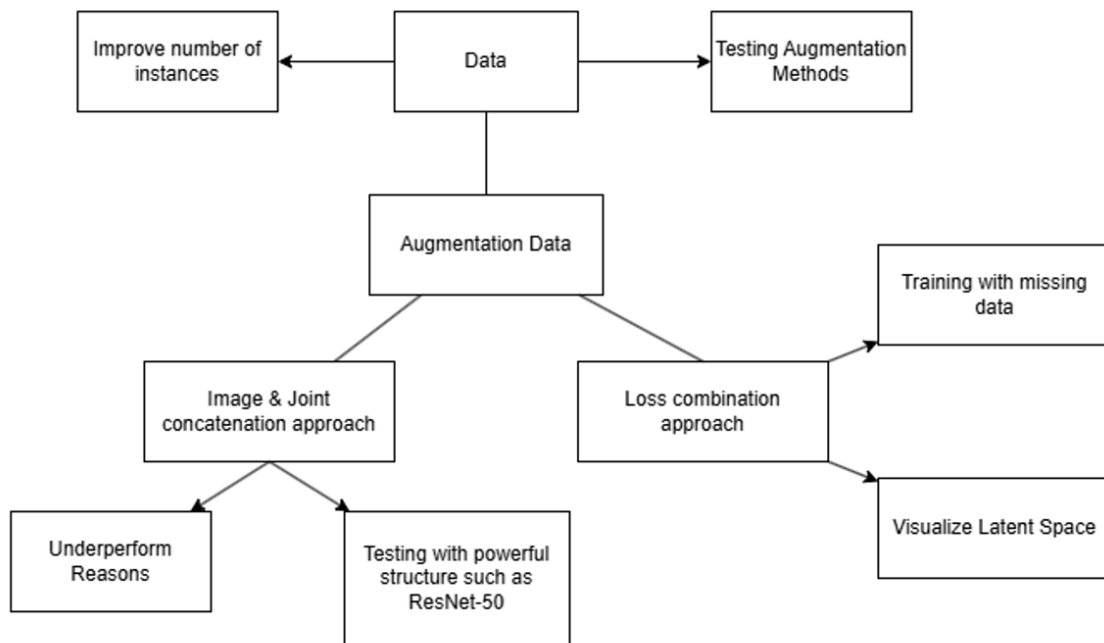 Improve number of
instances
Data
Testing Augmentation
Methods
Augmentation Data
Training with missing
data
Image & Joint
concatenation approach
Loss combination
approach
Underperform
Reasons
Testing with powerful
structure such as
ResNet-50
Visualize Latent Space